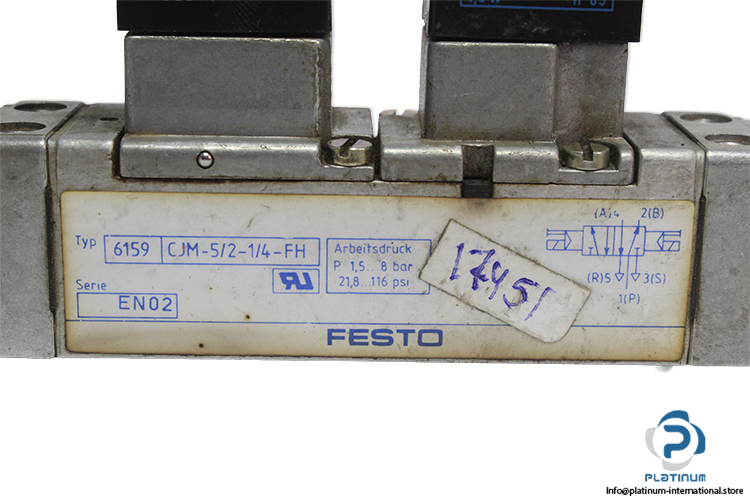 Typ 6159 CJM-5/2-1/4-FH
Serie
EN02
Arbeitsdruck
P 1,5...8 bar
21,8...116 psi
17451
(A)4 2(B)
(R)5 3(S)
1(P)
FESTO
PLATINUM
Info@platinum-international.store